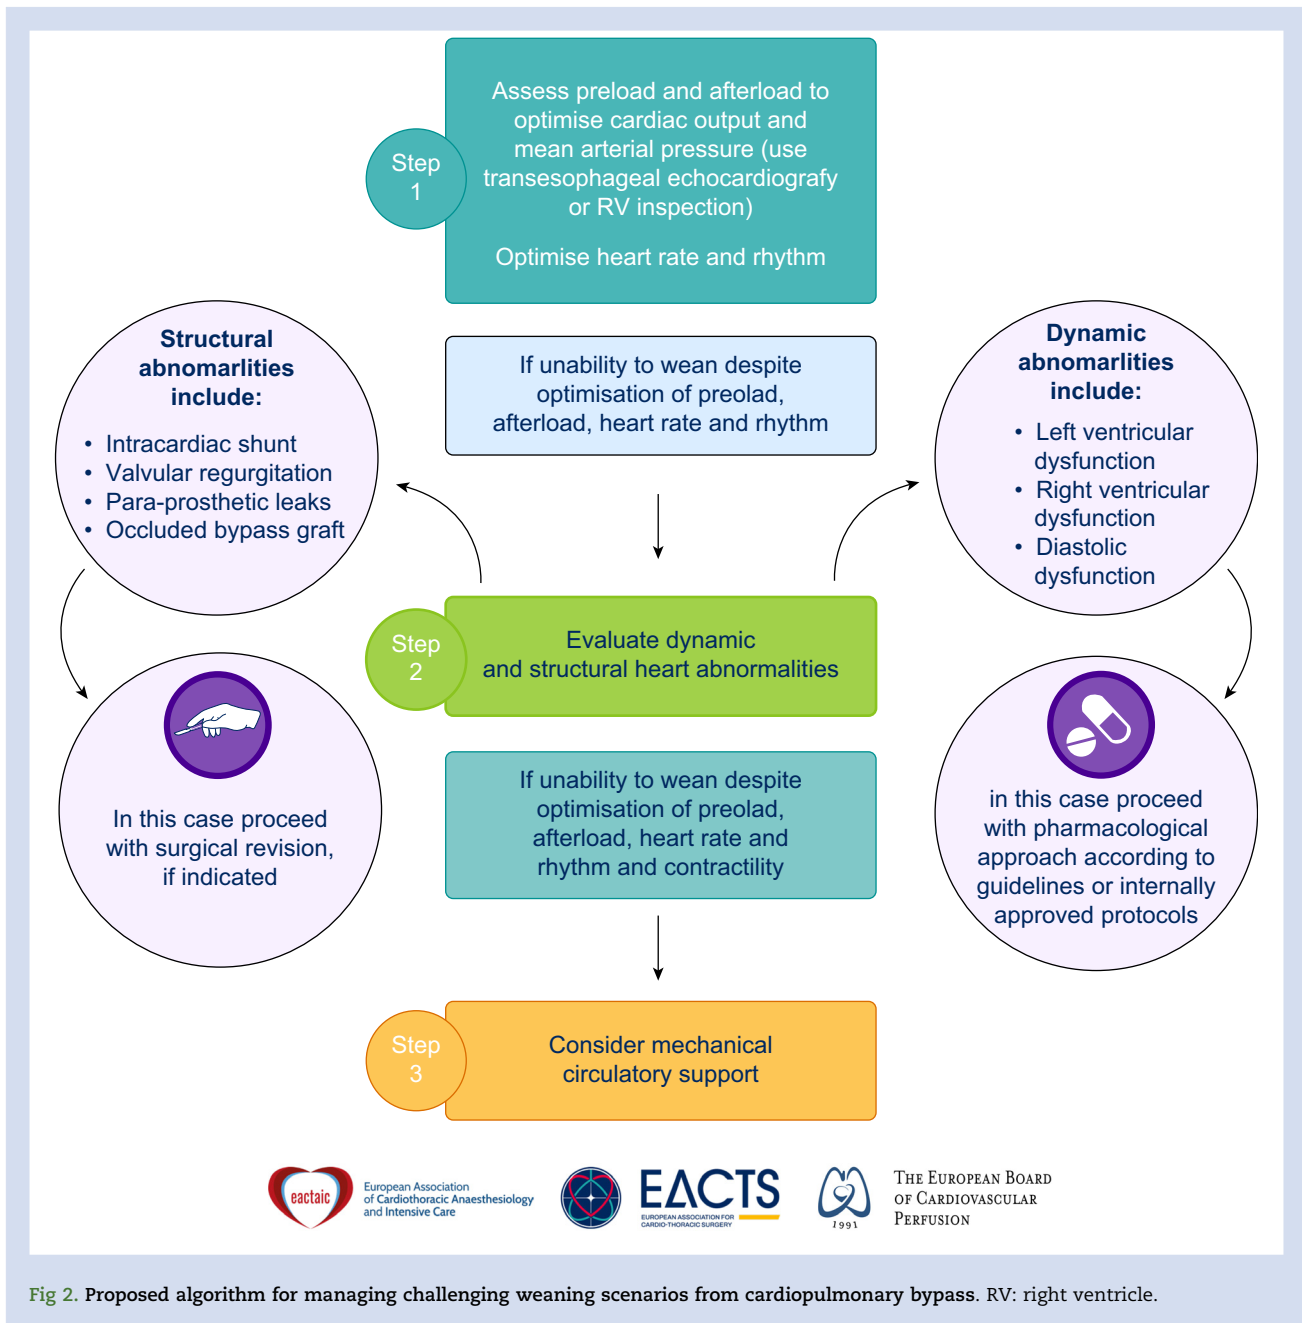 Assess preload and afterload to
optimise cardiac output and
mean arterial pressure (use
transesophageal echocardiografy
or RV inspection)
Optimise heart rate and rhythm
Step
1
Structural
abnomarlities
include:
• Intracardiac shunt
• Valvular regurgitation
• Para-prosthetic leaks
• Occluded bypass graft
If unability to wean despite
optimisation of preolad,
afterload, heart rate and rhythm
Dynamic
abnomarlities
include:
• Left ventricular
dysfunction
• Right ventricular
dysfunction
• Diastolic
dysfunction
Step
2
Evaluate dynamic
and structural heart abnormalities
In this case proceed
with surgical revision,
if indicated
If unability to wean despite
optimisation of preolad,
afterload, heart rate and
rhythm and contractility
in this case proceed
with pharmacological
approach according to
guidelines or internally
approved protocols
Step
3
Consider mechanical
circulatory support
eactaic
European Association
of Cardiothoracic Anaesthesiology
and Intensive Care
EACTS
EUROPEAN ASSOCIATION FOR
CARDIO-THORACIC SURGERY
1991
THE EUROPEAN BOARD
OF CARDIOVASCULAR
PERFUSION
Fig 2. Proposed algorithm for managing challenging weaning scenarios from cardiopulmonary bypass. RV: right ventricle.